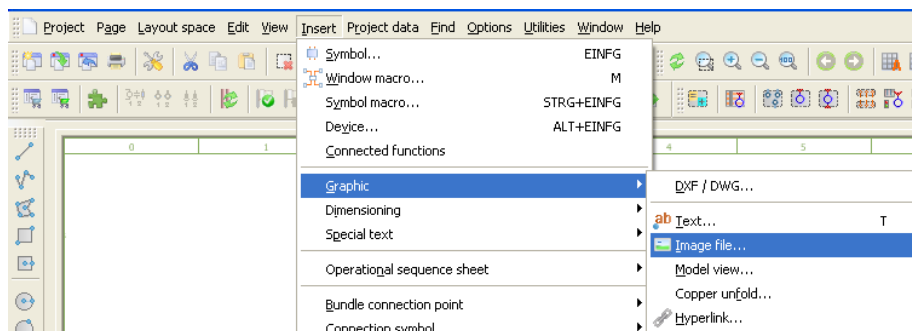 Project Page Layout space Edit View Insert Project data Find Options Utilities Window Help
Symbol... EINFG
Window macro... M
Symbol macro... STRG+EINFG
Device... ALT+EINFG
Connected functions
0 1 4 5
Graphic
DXF / DWG...
Dimensioning
ab Text... T
Special text
Image file...
Operational sequence sheet
Model view...
Copper unfold...
Bundle connection point
Hyperlink...
Connection symbol